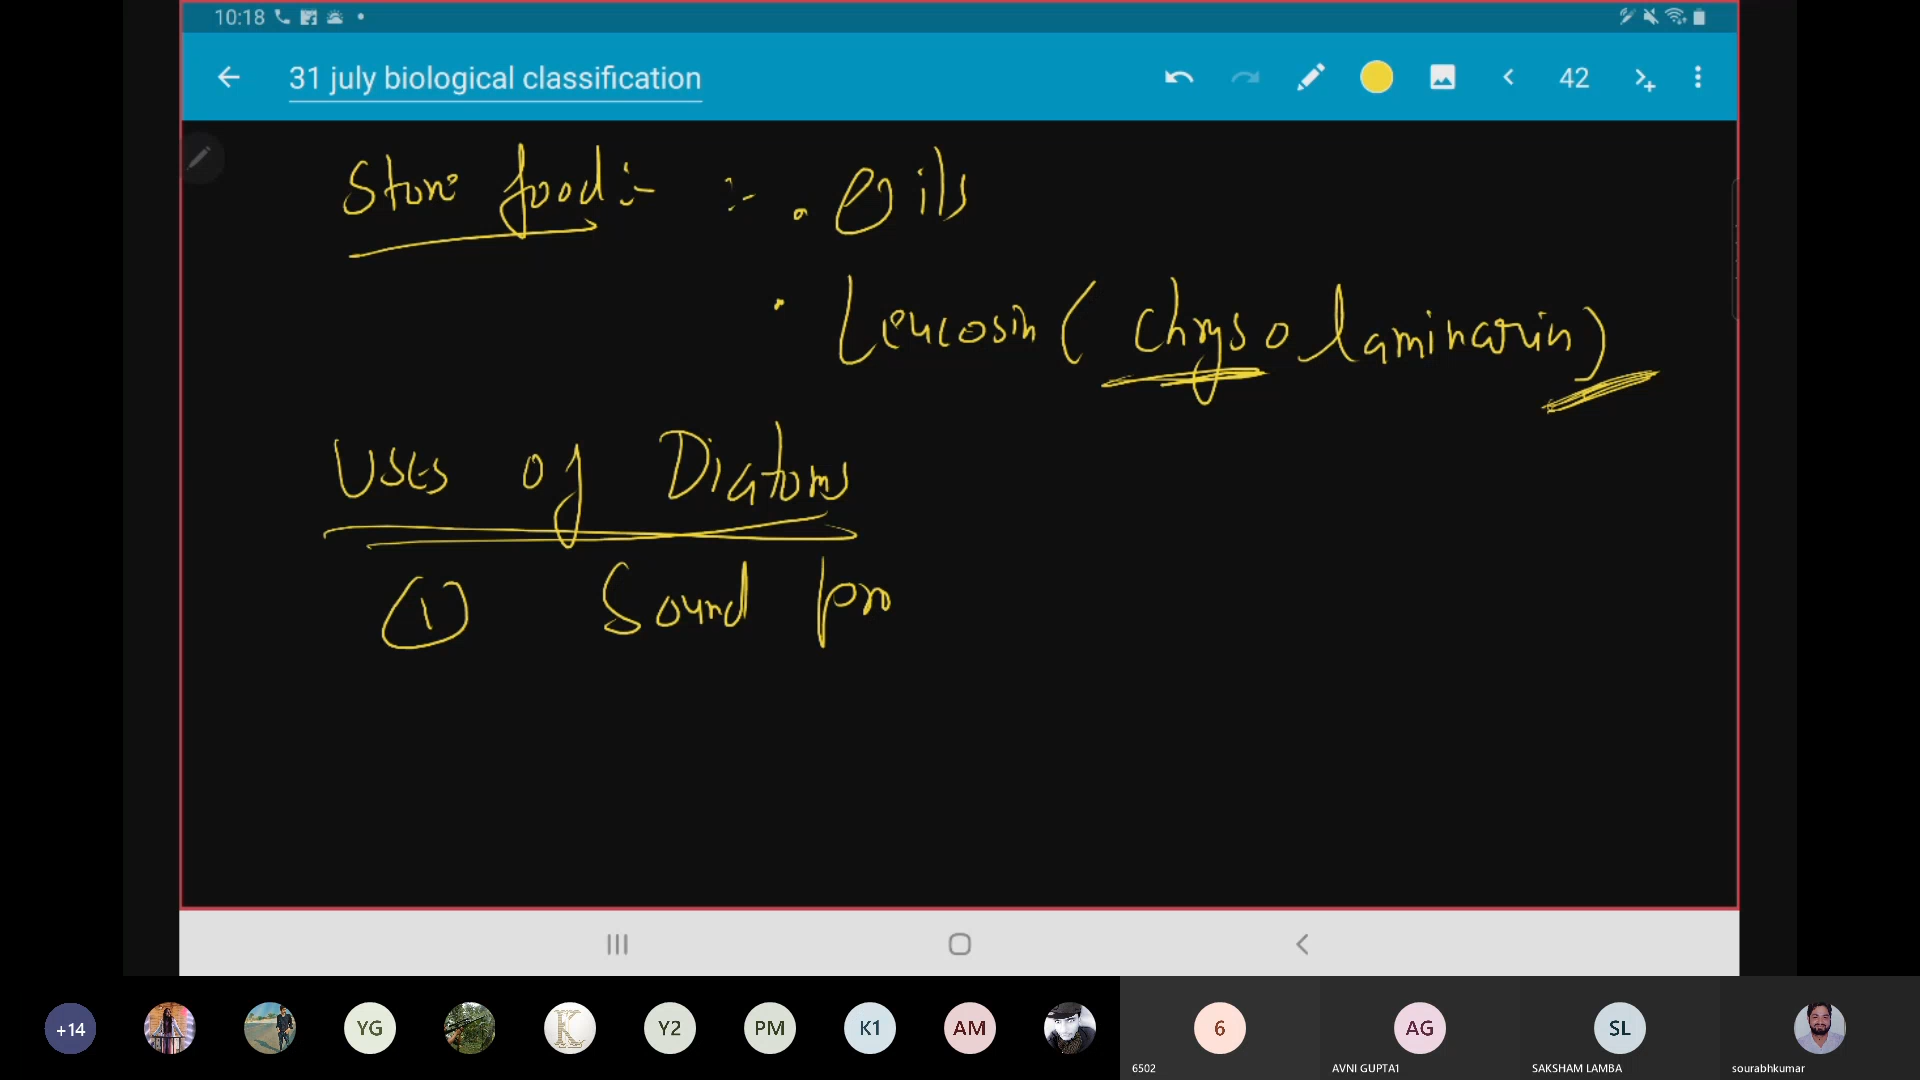 10:18
31 july biological classification
42
Store food :- :- . Oils
. Leucosin ( Chryso laminarin )
Uses of Diatoms
1 Sound pro
+14
YG
K
Y2
PM
K1
AM
6
AG
SL
6502
AVNI GUPTA1
SAKSHAM LAMBA
sourabhkumar